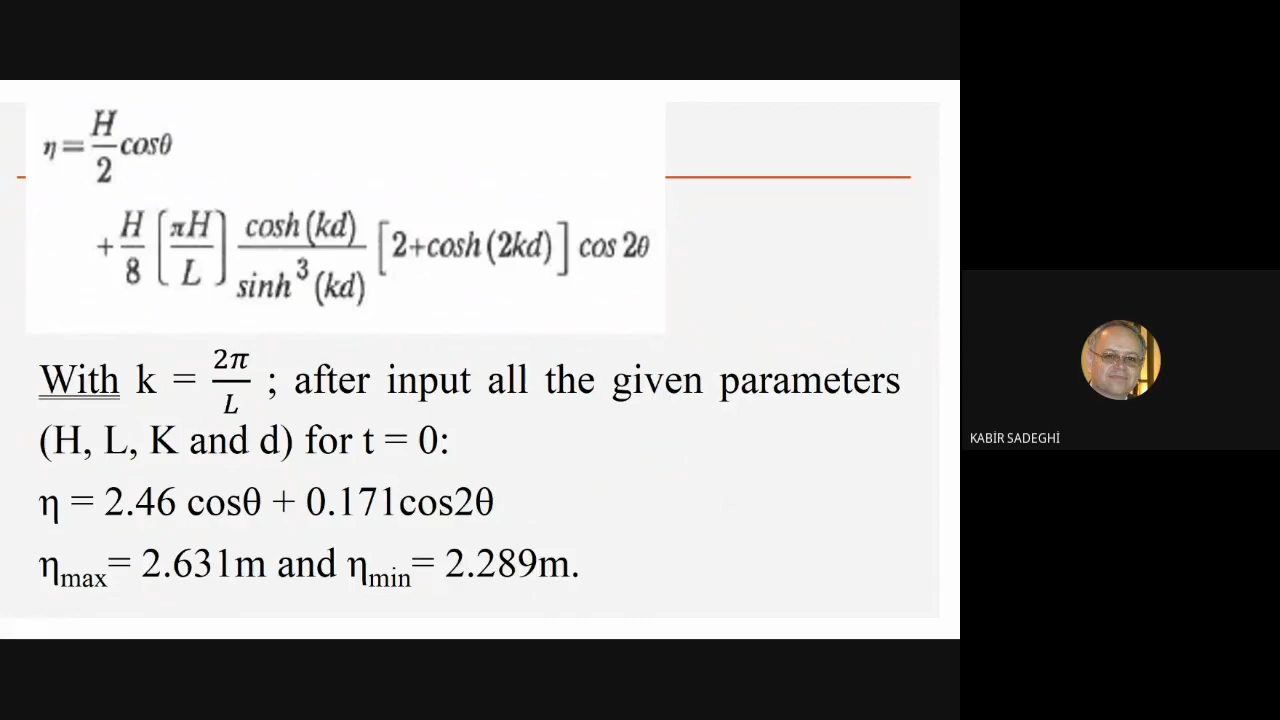 η = H/2 cosθ
+ H/8 [πH/L] cosh (kd)/sinh³ (kd) [2+cosh (2kd)] cos 2θ
With k = 2π/L ; after input all the given parameters
(H, L, K and d) for t = 0:
η = 2.46 cosθ + 0.171cos2θ
ηmax= 2.631m and ηmin= 2.289m.
KABİR SADEGHİ